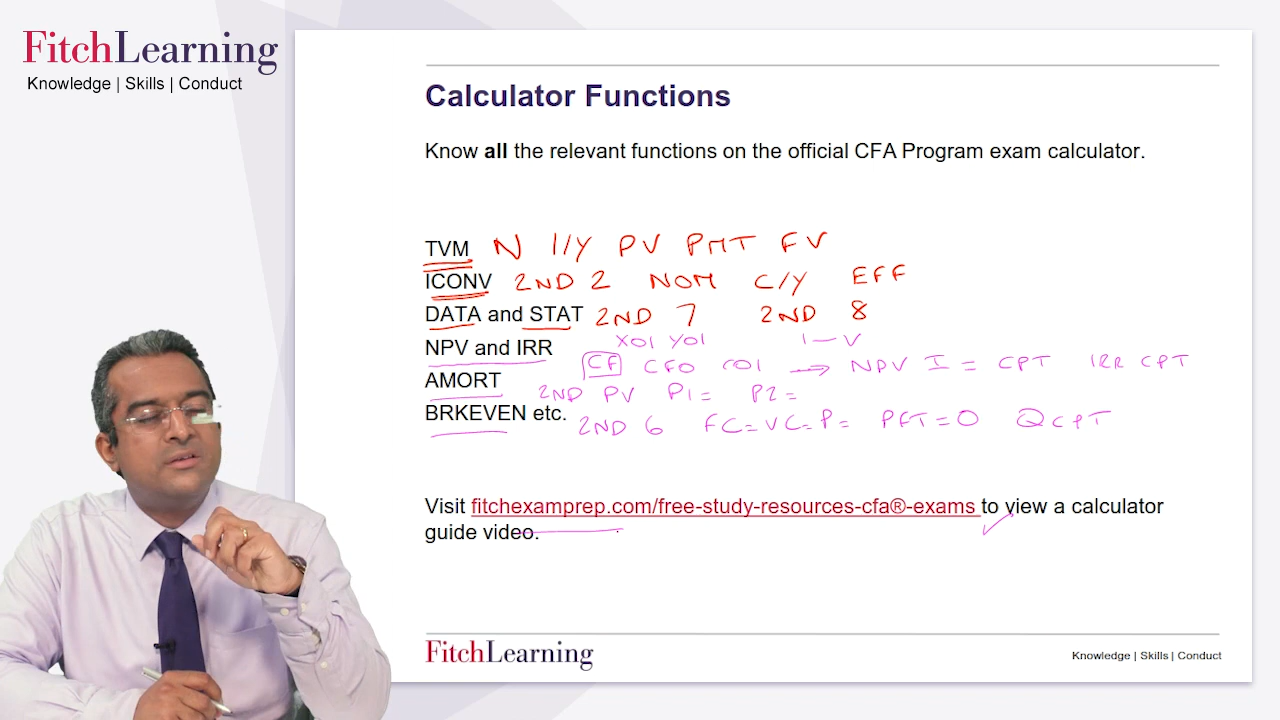 FitchLearning
Knowledge | Skills | Conduct
Calculator Functions
Know all the relevant functions on the official CFA Program exam calculator.
TVM N I/Y PV PMT FV
ICONV 2ND 2 NOM C/Y EFF
DATA and STAT 2ND 7 2ND 8
X01 Y01 1-V
NPV and IRR CF CF0 C01 → NPV I = CPT IRR CPT
AMORT 2ND PV P1= P2=
BRKEVEN etc. 2ND 6 FC= VC= P= PFT=0 Q CPT
Visit fitchexamprep.com/free-study-resources-cfa®-exams to view a calculator
guide video.
FitchLearning
Knowledge | Skills | Conduct